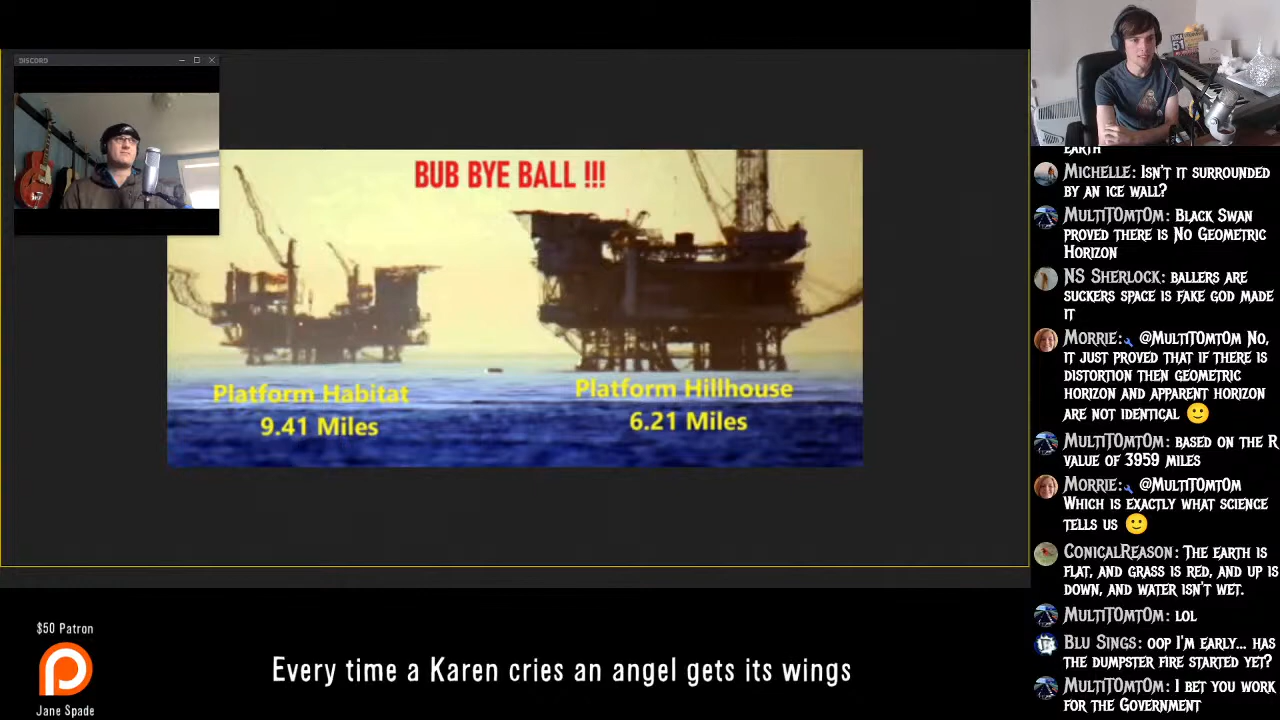 DISCORD
BUB BYE BALL !!!
Platform Habitat
9.41 Miles
Platform Hillhouse
6.21 Miles
AREA
51
EARTH
MICHELLE: ISN'T IT SURROUNDED
BY AN ICE WALL?
MULTITOMTOM: BLACK SWAN
PROVED THERE IS NO GEOMETRIC
HORIZON
NS SHERLOCK: BALLERS ARE
SUCKERS SPACE IS FAKE GOD MADE
IT
MORRIE: @MULTITOMTOM NO,
IT JUST PROVED THAT IF THERE IS
DISTORTION THEN GEOMETRIC
HORIZON AND APPARENT HORIZON
ARE NOT IDENTICAL 🙂
MULTITOMTOM: BASED ON THE R
VALUE OF 3959 MILES
MORRIE: @MULTITOMTOM
WHICH IS EXACTLY WHAT SCIENCE
TELLS US 🙂
CONICALREASON: THE EARTH IS
FLAT, AND GRASS IS RED, AND UP IS
DOWN, AND WATER ISN'T WET.
MULTITOMTOM: LOL
BLU SINGS: OOP I'M EARLY... HAS
THE DUMPSTER FIRE STARTED YET?
MULTITOMTOM: I BET YOU WORK
FOR THE GOVERNMENT
$50 Patron
Jane Spade
Every time a Karen cries an angel gets its wings